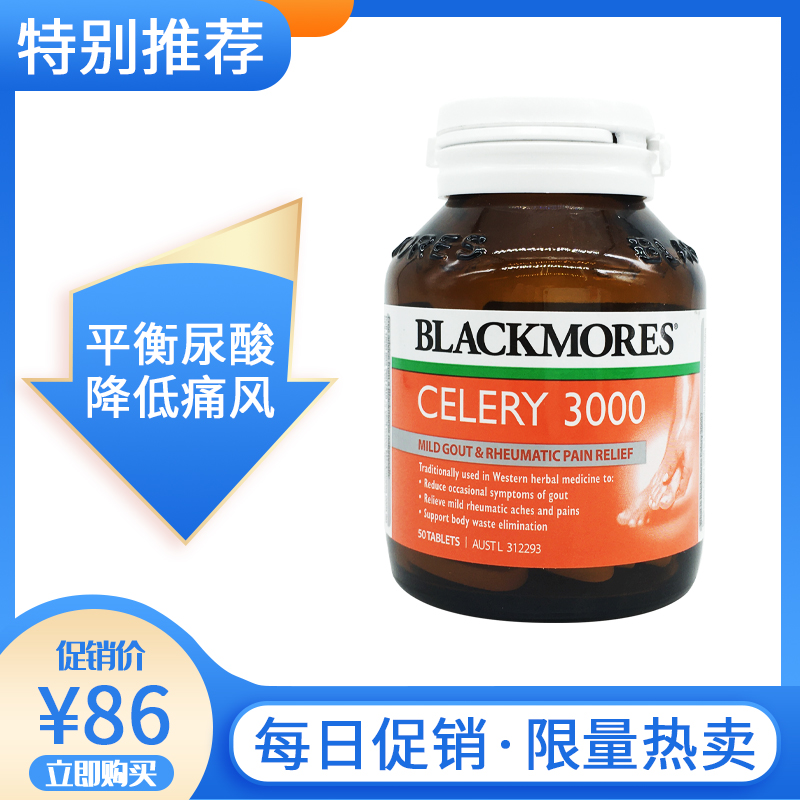 特别推荐
平衡尿酸
降低痛风
BLACKMORES®
CELERY 3000
MILD GOUT & RHEUMATIC PAIN RELIEF
Traditionally used in Western herbal medicine to:
• Reduce occasional symptoms of gout
• Relieve mild rheumatic aches and pains
• Support body waste elimination
50 TABLETS | AUST L 312293
促销价
¥86
立即购买
每日促销·限量热卖